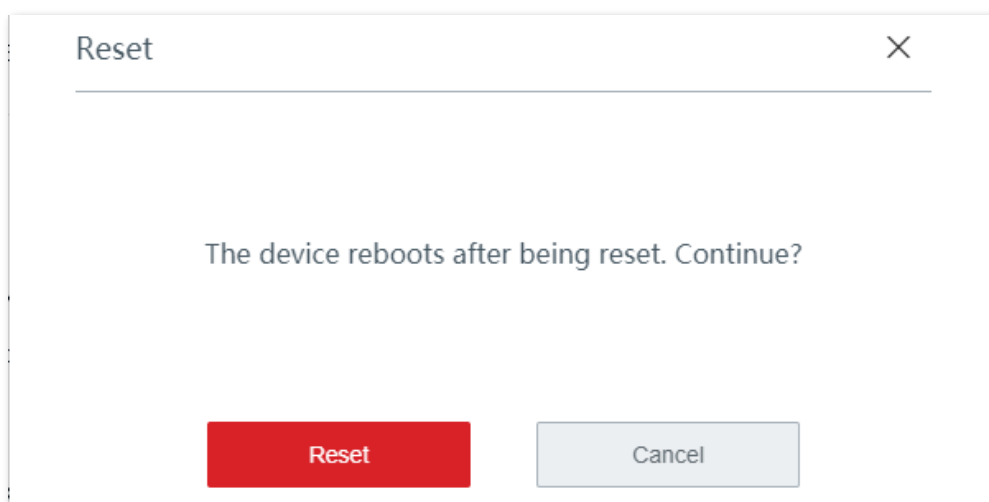 Reset
The device reboots after being reset. Continue?
Reset
Cancel